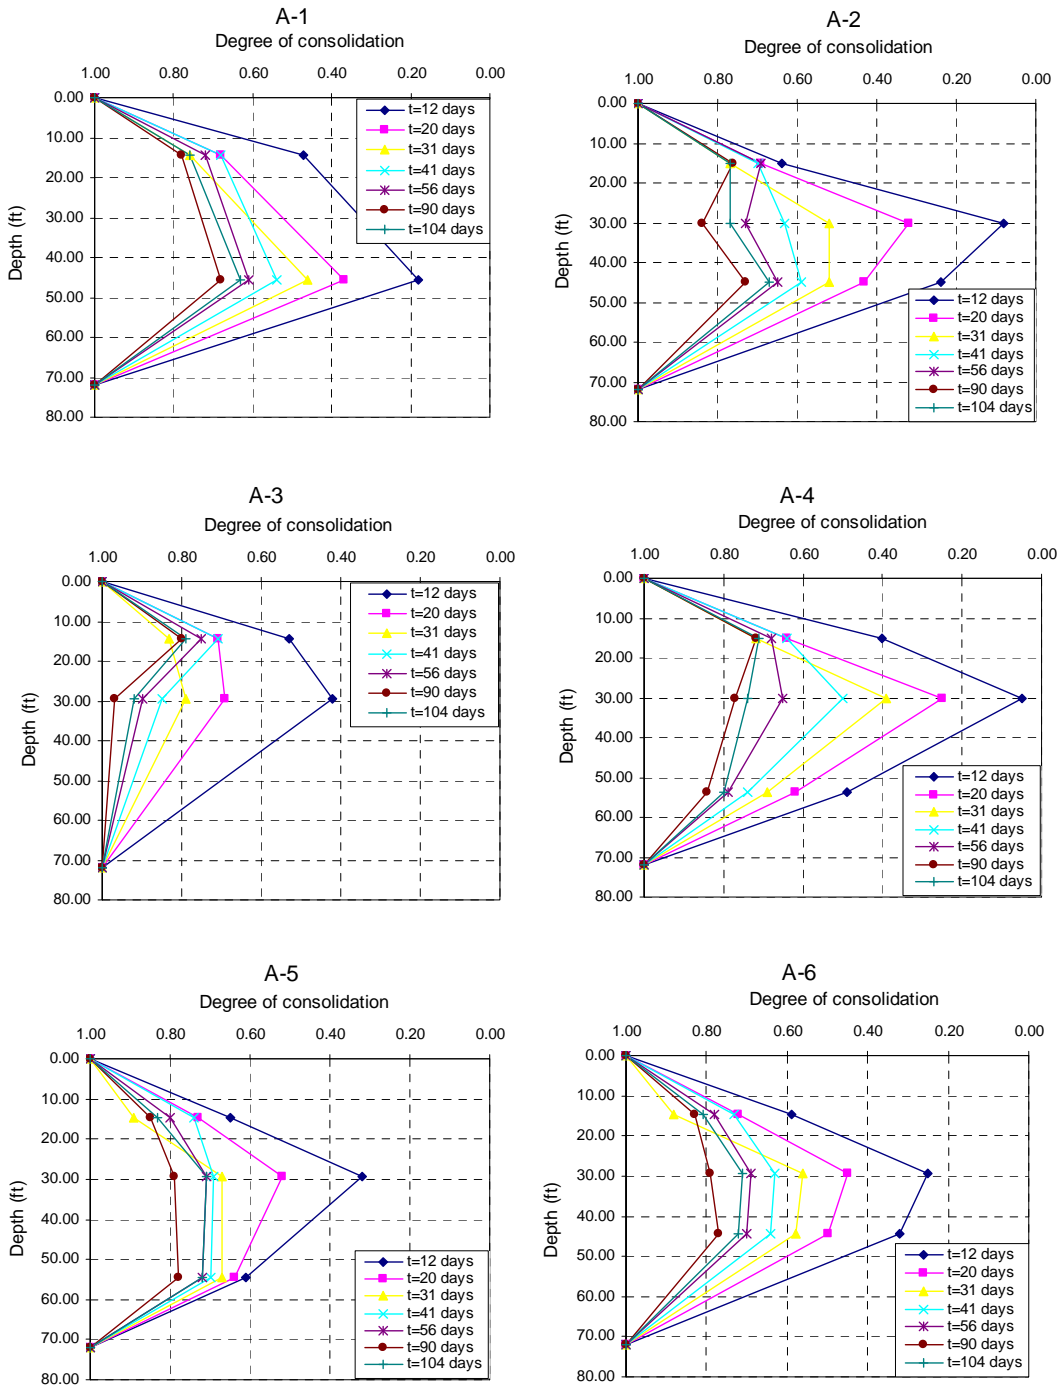 A-1
Degree of consolidation
1.00 0.80 0.60 0.40 0.20 0.00
0.00
10.00
20.00
30.00
40.00
50.00
60.00
70.00
80.00
Depth (ft)
t=12 days
t=20 days
t=31 days
t=41 days
t=56 days
t=90 days
t=104 days
A-2
Degree of consolidation
1.00 0.80 0.60 0.40 0.20 0.00
0.00
10.00
20.00
30.00
40.00
50.00
60.00
70.00
80.00
Depth (ft)
t=12 days
t=20 days
t=31 days
t=41 days
t=56 days
t=90 days
t=104 days
A-3
Degree of consolidation
1.00 0.80 0.60 0.40 0.20 0.00
0.00
10.00
20.00
30.00
40.00
50.00
60.00
70.00
80.00
Depth (ft)
t=12 days
t=20 days
t=31 days
t=41 days
t=56 days
t=90 days
t=104 days
A-4
Degree of consolidation
1.00 0.80 0.60 0.40 0.20 0.00
0.00
10.00
20.00
30.00
40.00
50.00
60.00
70.00
80.00
Depth (ft)
t=12 days
t=20 days
t=31 days
t=41 days
t=56 days
t=90 days
t=104 days
A-5
Degree of consolidation
1.00 0.80 0.60 0.40 0.20 0.00
0.00
10.00
20.00
30.00
40.00
50.00
60.00
70.00
80.00
Depth (ft)
t=12 days
t=20 days
t=31 days
t=41 days
t=56 days
t=90 days
t=104 days
A-6
Degree of consolidation
1.00 0.80 0.60 0.40 0.20 0.00
0.00
10.00
20.00
30.00
40.00
50.00
60.00
70.00
80.00
Depth (ft)
t=12 days
t=20 days
t=31 days
t=41 days
t=56 days
t=90 days
t=104 days